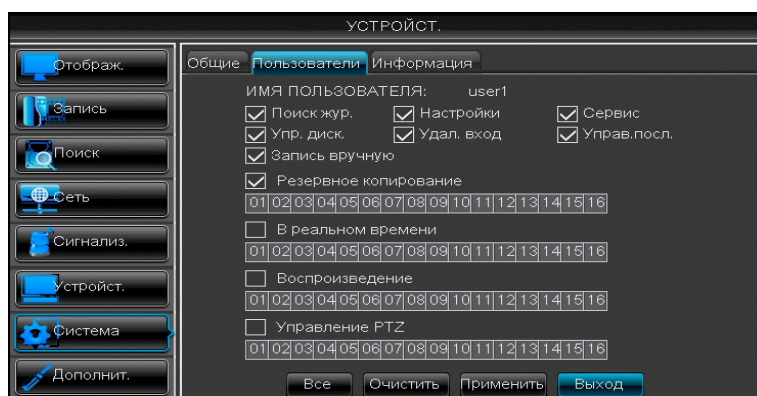 УСТРОЙСТ.
Отображ.
Запись
Поиск
Сеть
Сигнализ.
Устройст.
Система
Дополнит.
Общие Пользователи Информация
ИМЯ ПОЛЬЗОВАТЕЛЯ: user1
Поиск жур. Настройки Сервис
Упр. диск. Удал. вход Управ.посл.
Запись вручную
Резервное копирование
01 02 03 04 05 06 07 08 09 10 11 12 13 14 15 16
В реальном времени
01 02 03 04 05 06 07 08 09 10 11 12 13 14 15 16
Воспроизведение
01 02 03 04 05 06 07 08 09 10 11 12 13 14 15 16
Управление PTZ
01 02 03 04 05 06 07 08 09 10 11 12 13 14 15 16
Все Очистить Применить Выход